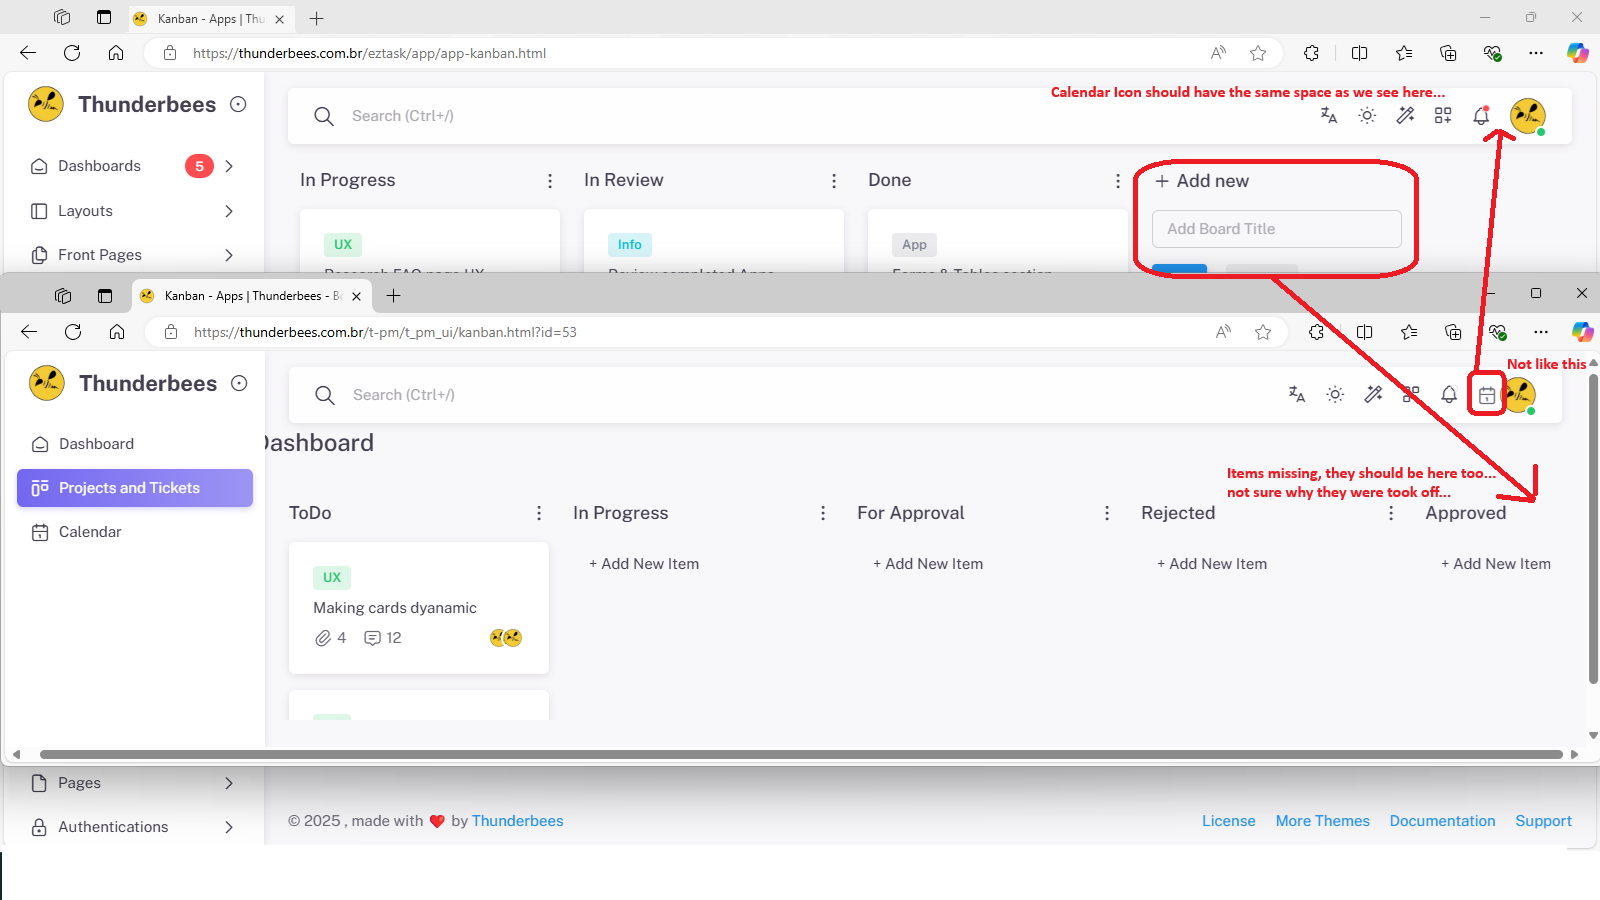 Kanban - Apps | Thu
https://thunderbees.com.br/eztask/app/app-kanban.html
Calendar Icon should have the same space as we see here...
Thunderbees
Search (Ctrl+/)
Dashboards 5
Layouts
Front Pages
In Progress
In Review
Done
+ Add new
UX
Info
App
Add Board Title
Kanban - Apps | Thunderbees - Bo
https://thunderbees.com.br/t-pm/t_pm_ui/kanban.html?id=53
Not like this
Thunderbees
Search (Ctrl+/)
Dashboard
Projects and Tickets
Calendar
Dashboard
Items missing, they should be here too...
not sure why they were took off...
ToDo
In Progress
For Approval
Rejected
Approved
UX
Making cards dyanamic
4 12
+ Add New Item
+ Add New Item
+ Add New Item
+ Add New Item
Pages
Authentications
© 2025 , made with ❤️ by Thunderbees
License
More Themes
Documentation
Support